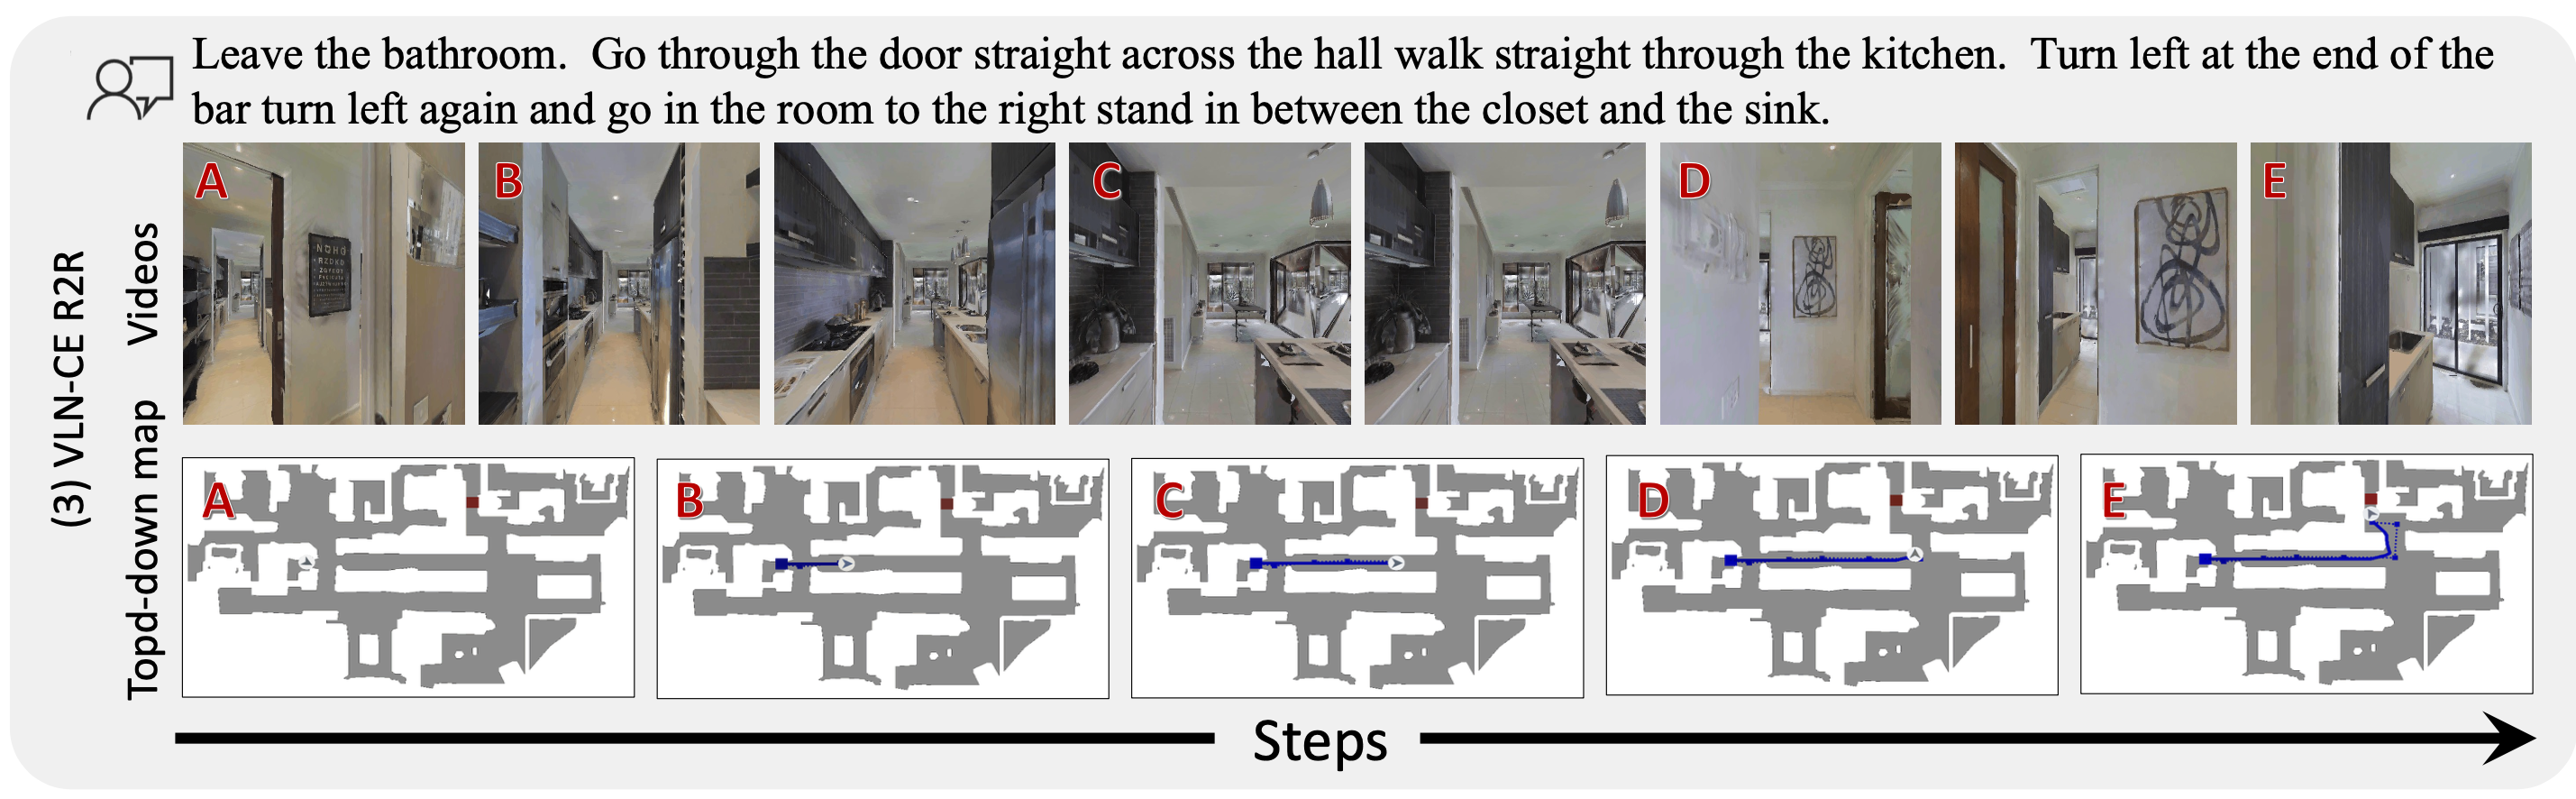 Leave the bathroom.  Go through the door straight across the hall walk straight through the kitchen.  Turn left at the end of the
bar turn left again and go in the room to the right stand in between the closet and the sink.
(3) VLN-CE R2R
Videos
A
B
C
D
E
Topd-down map
A
B
C
D
E
Steps